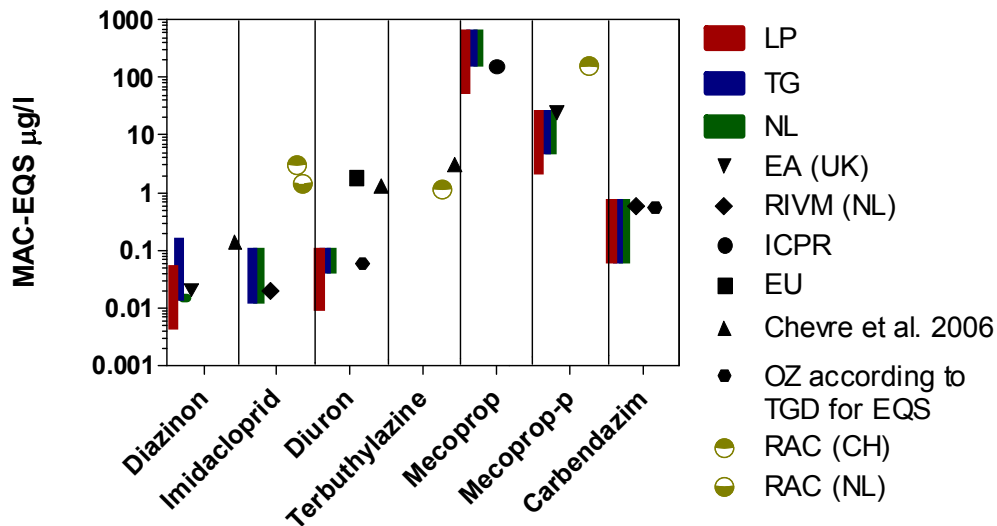 MAC-EQS µg/l
1000
100
10
1
0.1
0.01
0.001
Diazinon
Imidacloprid
Diuron
Terbuthylazine
Mecoprop
Mecoprop-p
Carbendazim
LP
TG
NL
EA (UK)
RIVM (NL)
ICPR
EU
Chevre et al. 2006
OZ according to
TGD for EQS
RAC (CH)
RAC (NL)